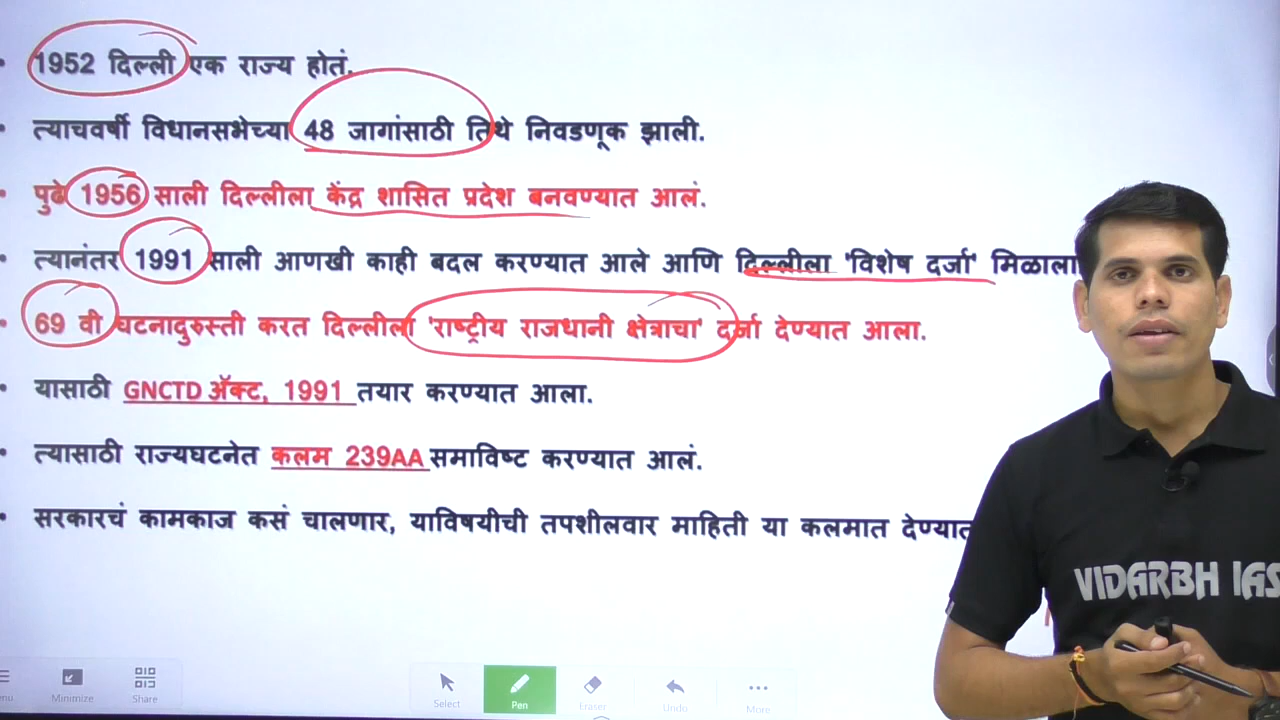 1952 दिल्ली एक राज्य होतं.
त्याचवर्षी विधानसभेच्या 48 जागांसाठी तिथे निवडणूक झाली.
पुढे 1956 साली दिल्लीला केंद्र शासित प्रदेश बनवण्यात आलं.
त्यानंतर 1991 साली आणखी काही बदल करण्यात आले आणि दिल्लीला 'विशेष दर्जा' मिळाला
69 वी घटनादुरुस्ती करत दिल्लीला 'राष्ट्रीय राजधानी क्षेत्राचा' दर्जा देण्यात आला.
यासाठी GNCTD ॲक्ट, 1991 तयार करण्यात आला.
त्यासाठी राज्यघटनेत कलम 239AA समाविष्ट करण्यात आलं.
सरकारचं कामकाज कसं चालणार, याविषयीची तपशीलवार माहिती या कलमात देण्यात
VIDARBH IAS
Minimize Share Select Pen Eraser Undo More